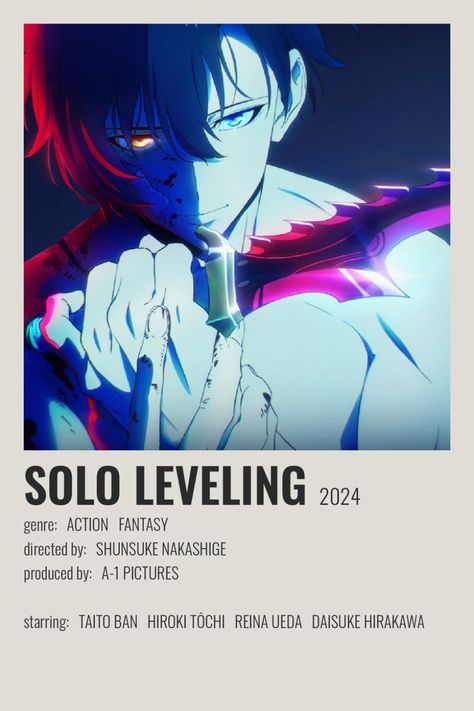 SOLO LEVELING 2024
genre: ACTION FANTASY
directed by: SHUNSUKE NAKASHIGE
produced by: A-1 PICTURES
starring: TAITO BAN HIROKI TŌCHI REINA UEDA DAISUKE HIRAKAWA